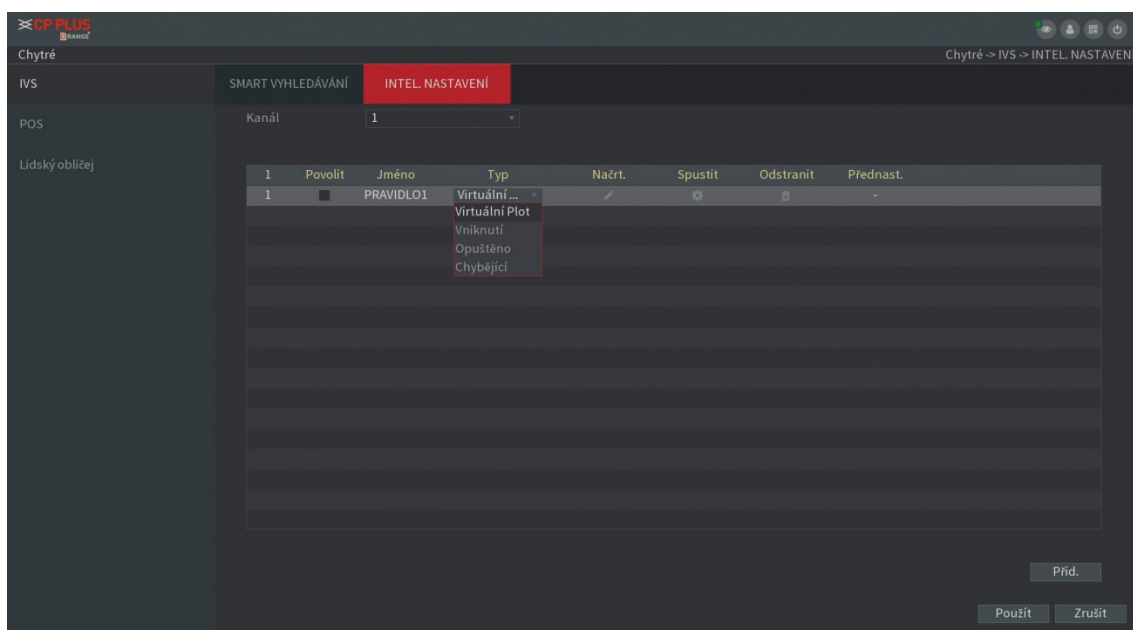 CP PLUS
ORANGE
Chytré
Chytré -> IVS -> INTEL. NASTAVEN
IVS
SMART VYHLEDÁVÁNÍ
INTEL. NASTAVENÍ
POS
Kanál
1
Lidský obličej
1 Povolit Jméno Typ Načrt. Spustit Odstranit Přednast.
1 PRAVIDLO1 Virtuální ... -
Virtuální Plot
Vniknutí
Opuštěno
Chybějící
Přid.
Použít Zrušit